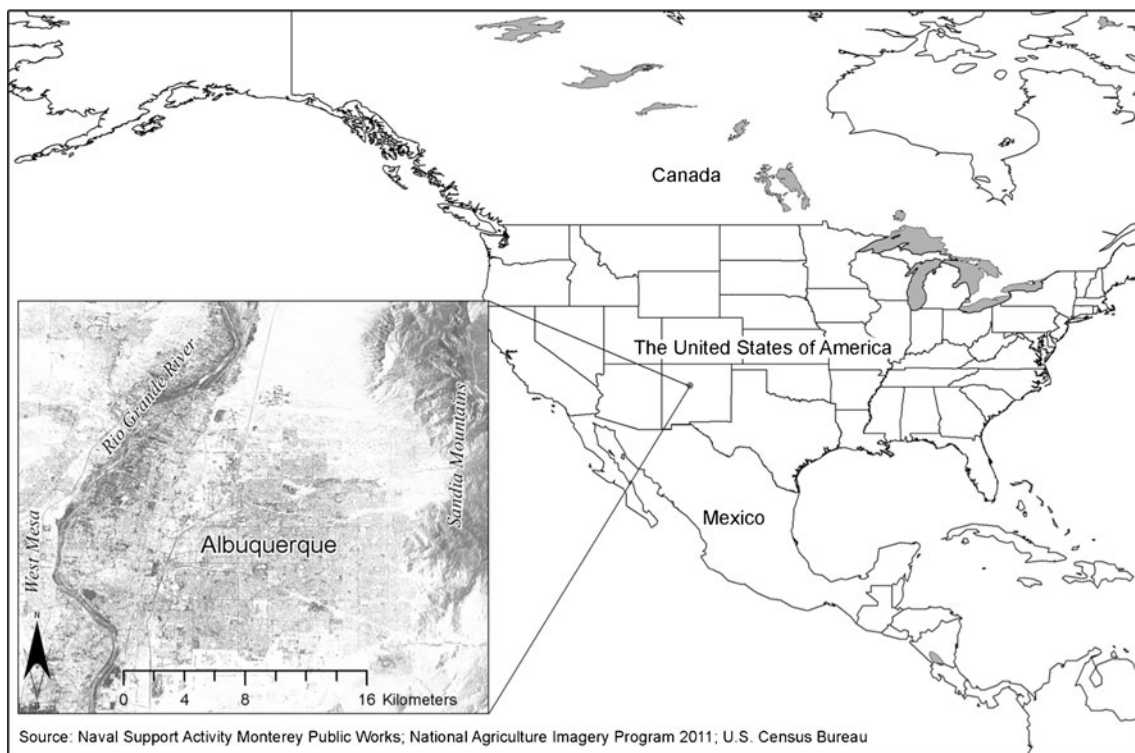 Canada
The United States of America
Mexico
Rio Grande River
Sandia Mountains
West Mesa
Albuquerque
N
0 4 8 16 Kilometers
Source: Naval Support Activity Monterey Public Works; National Agriculture Imagery Program 2011; U.S. Census Bureau